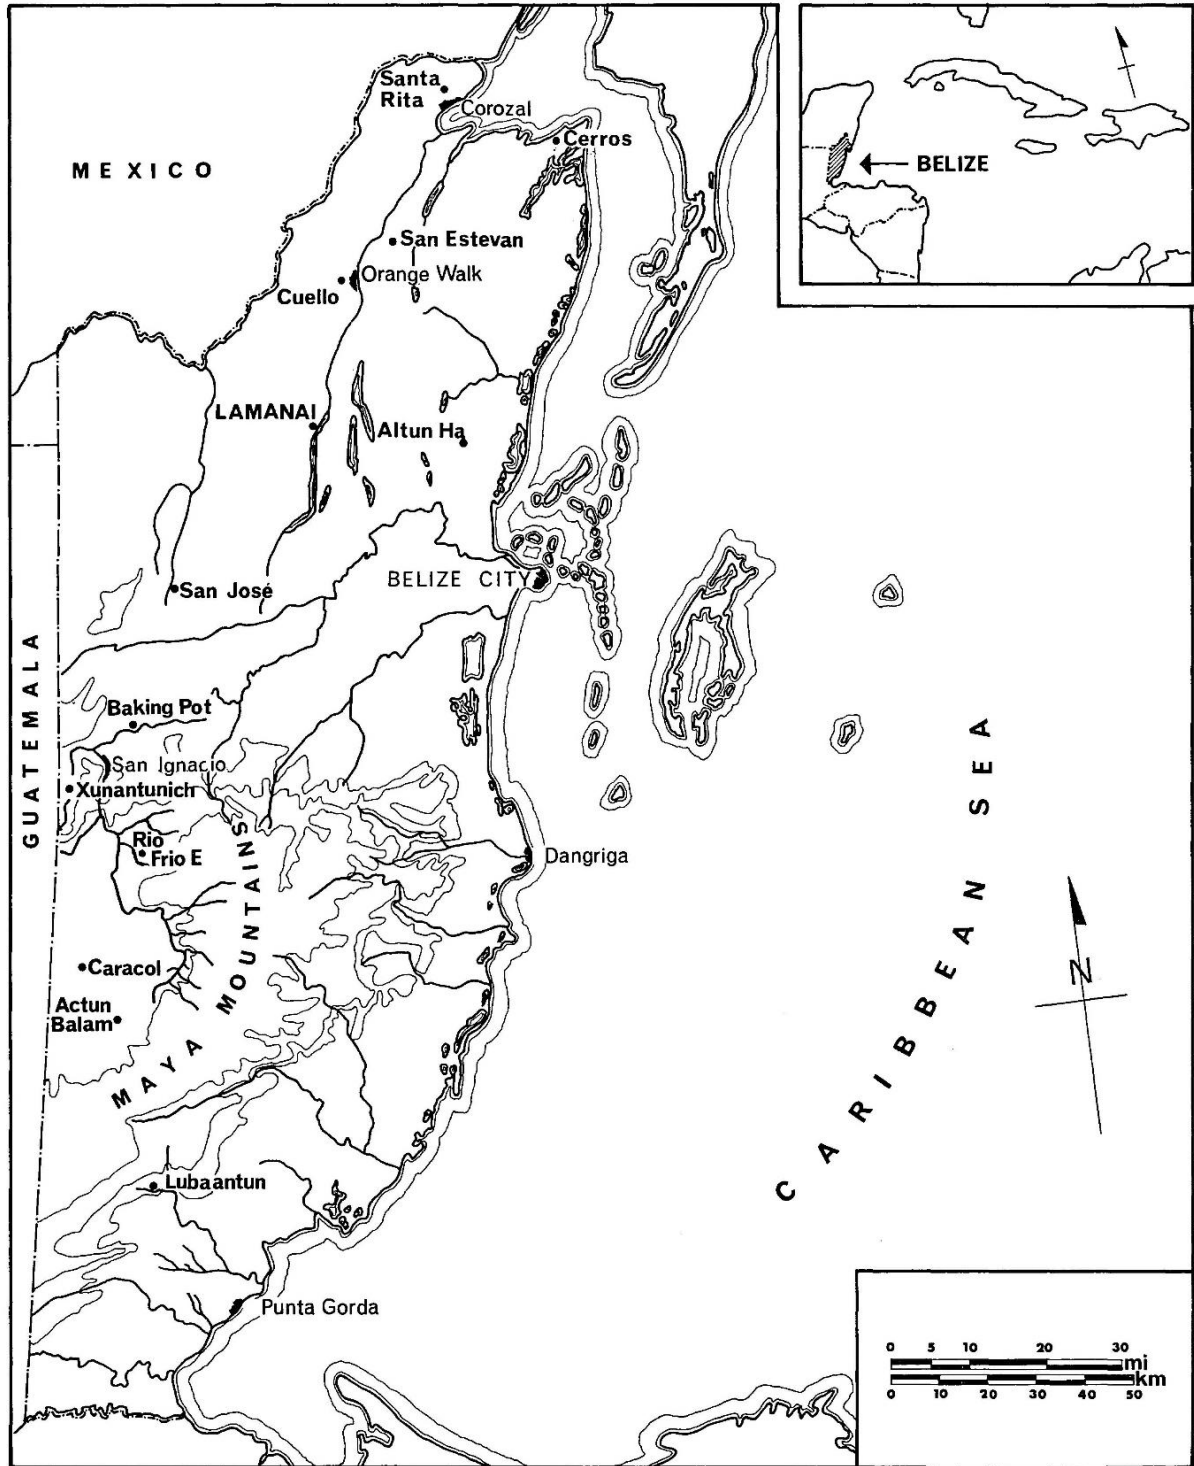 Santa
Rita
Corozal
Cerros
MEXICO
BELIZE
San Estevan
Orange Walk
Cuello
LAMANAI
Altun Ha
BELIZE CITY
San José
GUATEMALA
Baking Pot
San Ignacio
Xunantunich
Rio
Frio E
Dangriga
MAYA MOUNTAINS
CARIBBEAN SEA
N
Caracol
Actun
Balam
Lubaantun
Punta Gorda
0 5 10 20 30
mi
km
0 10 20 30 40 50